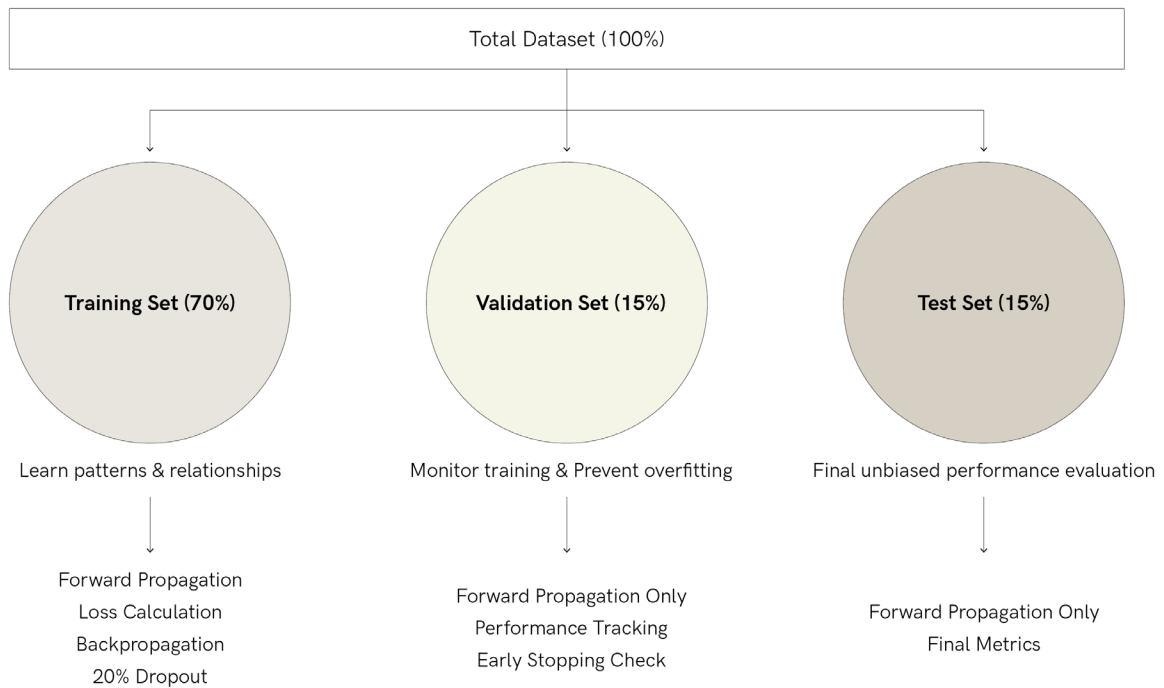 Total Dataset (100%)
Training Set (70%)
Validation Set (15%)
Test Set (15%)
Learn patterns & relationships
Monitor training & Prevent overfitting
Final unbiased performance evaluation
Forward Propagation
Loss Calculation
Backpropagation
20% Dropout
Forward Propagation Only
Performance Tracking
Early Stopping Check
Forward Propagation Only
Final Metrics